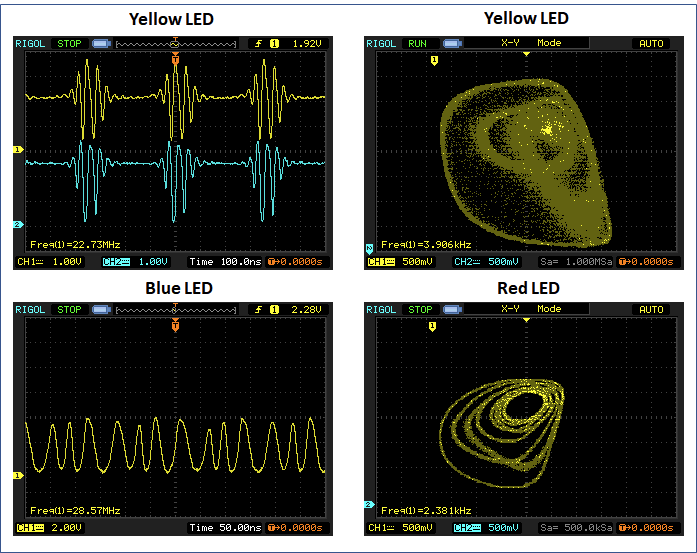 Yellow LED
RIGOL STOP 1 1.92V
T
1
2
Freq(1)=22.73MHz
CH1 1.00V CH2 1.00V Time 100.0ns T→0.0000s
Yellow LED
RIGOL RUN X-Y Mode AUTO
1
Freq(1)=3.906kHz
CH1 500mV CH2 500mV Sa= 1.000MSa T→0.0000s
Blue LED
RIGOL STOP 1 2.28V
T
1
Freq(1)=28.57MHz
CH1 2.00V Time 50.00ns T→0.0000s
Red LED
RIGOL STOP X-Y Mode AUTO
1
2
Freq(1)=2.381kHz
CH1 500mV CH2 500mV Sa= 500.0kSa T→0.0000s